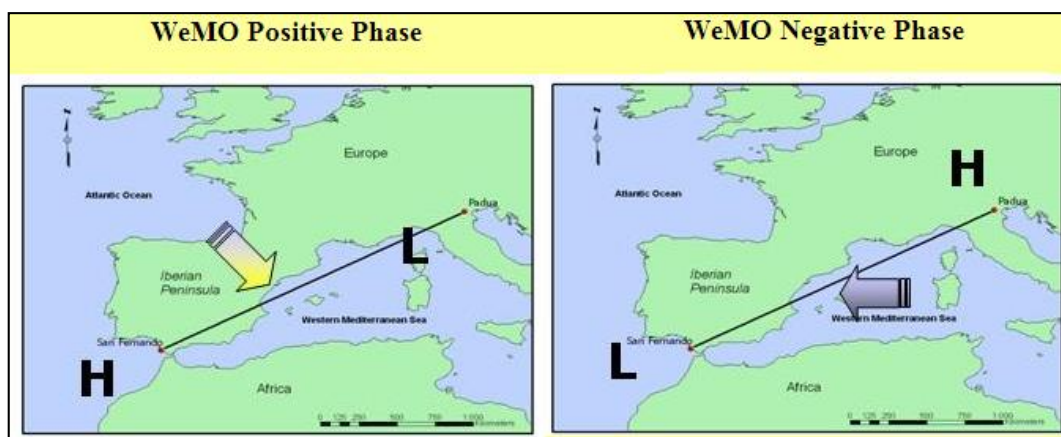 WeMO Positive Phase
WeMO Negative Phase
Europe
Atlantic Ocean
Padua
L
Iberian
Peninsula
Western Mediterranean Sea
San Fernando
H
Africa
0 125 250 500 750 1.000
Kilometers
Europe
H
Atlantic Ocean
Padua
Iberian
Peninsula
Western Mediterranean Sea
San Fernando
L
Africa
0 125 250 500 750 1.000
Kilometers